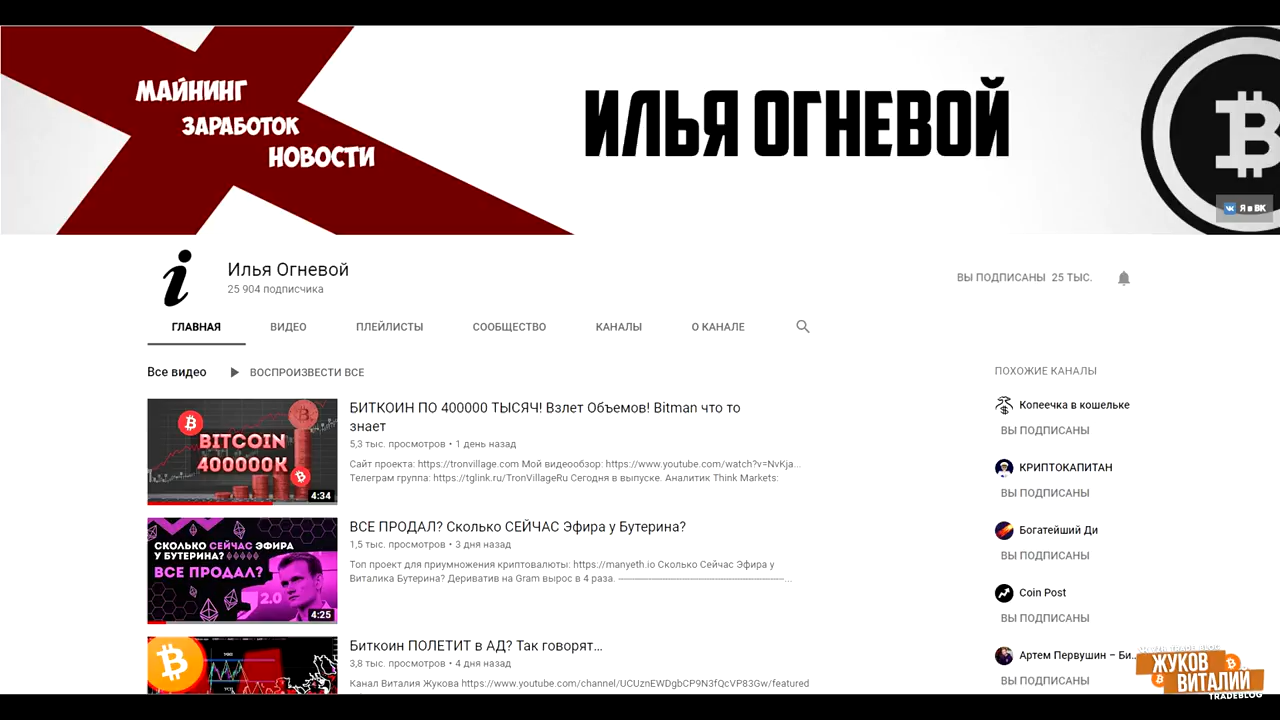 МАЙНИНГ
ЗАРАБОТОК
НОВОСТИ
ИЛЬЯ ОГНЕВОЙ
Я в ВК
i
Илья Огневой
25 904 подписчика
ВЫ ПОДПИСАНЫ 25 ТЫС.
ГЛАВНАЯ
ВИДЕО
ПЛЕЙЛИСТЫ
СООБЩЕСТВО
КАНАЛЫ
О КАНАЛЕ
Все видео
ВОСПРОИЗВЕСТИ ВСЕ
BITCOIN
400000K
4:34
БИТКОИН ПО 400000 ТЫСЯЧ! Взлет Объемов! Bitman что то
знает
5,3 тыс. просмотров • 1 день назад
Сайт проекта: https://tronvillage.com Мой видеообзор: https://www.youtube.com/watch?v=NvKja...
Телеграм группа: https://tglink.ru/TronVillageRu Сегодня в выпуске. Аналитик Think Markets:
СКОЛЬКО СЕЙЧАС ЭФИРА
У БУТЕРИНА?
ВСЕ ПРОДАЛ?
2.0
4:25
ВСЕ ПРОДАЛ? Сколько СЕЙЧАС Эфира у Бутерина?
1,5 тыс. просмотров • 3 дня назад
Топ проект для приумножения криптовалюты: https://manyeth.io Сколько Сейчас Эфира у
Виталика Бутерина? Дериватив на Gram вырос в 4 раза. ---...
Биткоин ПОЛЕТИТ в АД? Так говорят...
3,8 тыс. просмотров • 4 дня назад
Канал Виталия Жукова https://www.youtube.com/channel/UCUznEWDgbCP9N3fQcVP83Gw/featured
ПОХОЖИЕ КАНАЛЫ
Копеечка в кошельке
ВЫ ПОДПИСАНЫ
КРИПТОКАПИТАН
ВЫ ПОДПИСАНЫ
Богатейший Ди
ВЫ ПОДПИСАНЫ
Coin Post
ВЫ ПОДПИСАНЫ
Артем Первушин – Би...
ВЫ ПОДПИСАНЫ
ЖУКОВ
ВИТАЛИЙ
TRADEBLOG